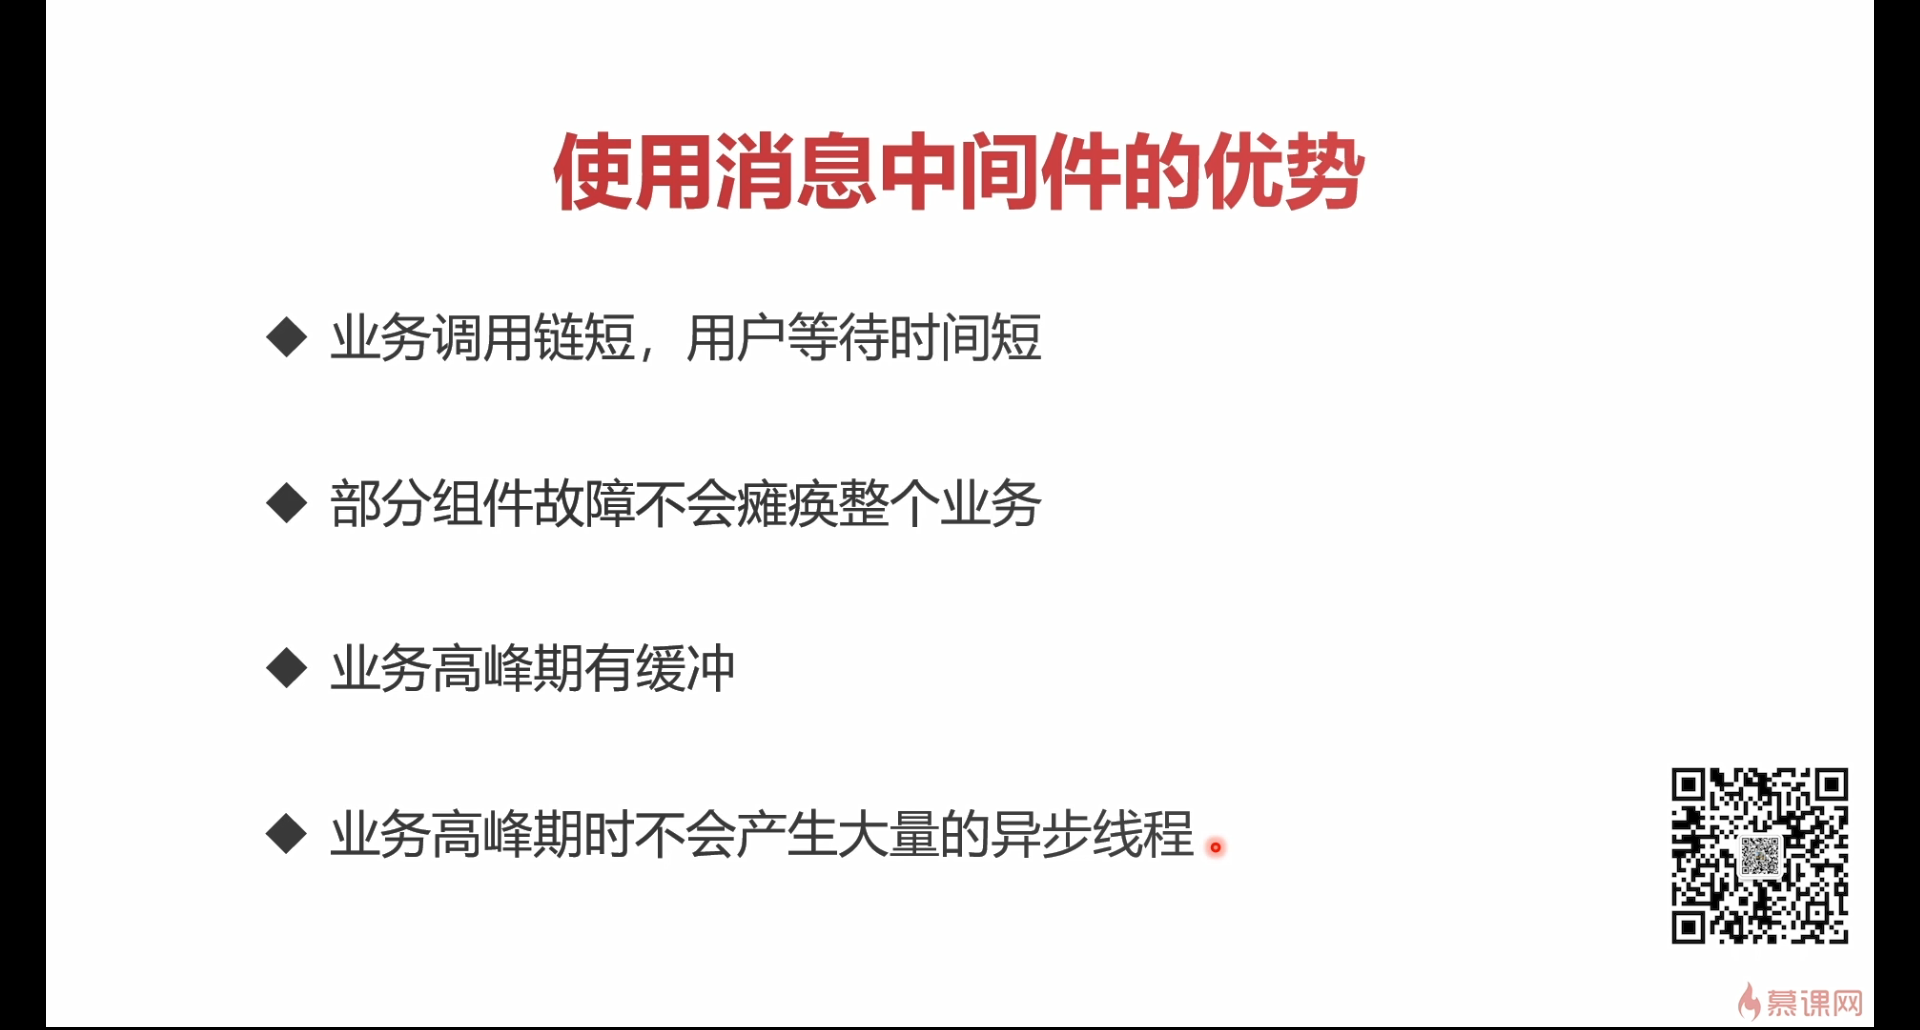 使用消息中间件的优势
业务调用链短，用户等待时间短
部分组件故障不会瘫痪整个业务
业务高峰期有缓冲
业务高峰期时不会产生大量的异步线程
慕课网